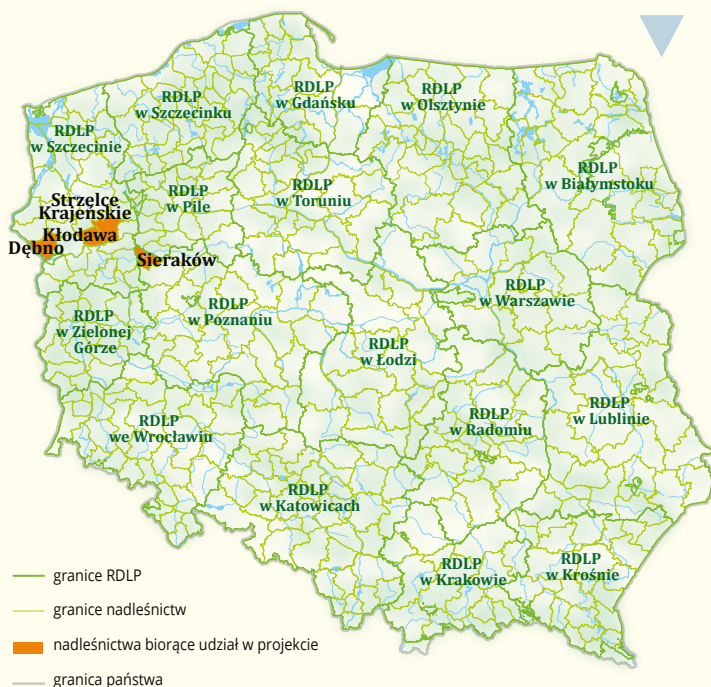 RDLP
w Szczecinku
RDLP
w Gdańsku
RDLP
w Olsztynie
RDLP
w Szczecinie
RDLP
w Białymstoku
RDLP
w Pile
RDLP
w Toruniu
Strzelce
Krajeńskie
Kłodawa
Dębno
Sieraków
RDLP
w Warszawie
RDLP
w Poznaniu
RDLP
w Zielonej
Górze
RDLP
w Łodzi
RDLP
w Lublinie
RDLP
w Radomiu
RDLP
we Wrocławiu
RDLP
w Katowicach
RDLP
w Krakowie
RDLP
w Krośnie
granice RDLP
granice nadleśnictw
nadleśnictwa biorące udział w projekcie
granica państwa